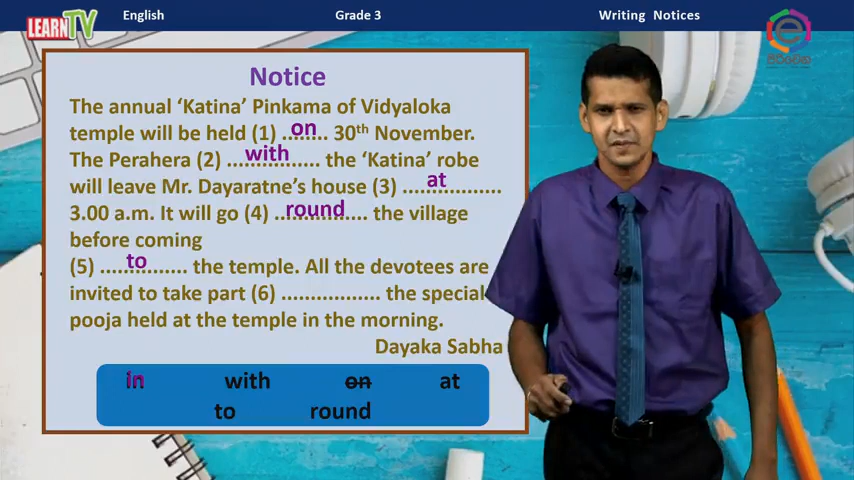 LEARN TV
English
Grade 3
Writing Notices
Notice
The annual ‘Katina’ Pinkama of Vidyaloka
temple will be held (1) ..on.. 30th November.
The Perahera (2) ....with.... the ‘Katina’ robe
will leave Mr. Dayaratne’s house (3) ....at....
3.00 a.m. It will go (4) ....round.... the village
before coming
(5) ....to.... the temple. All the devotees are
invited to take part (6) ................. the special
pooja held at the temple in the morning.
Dayaka Sabha
in with on at
to round